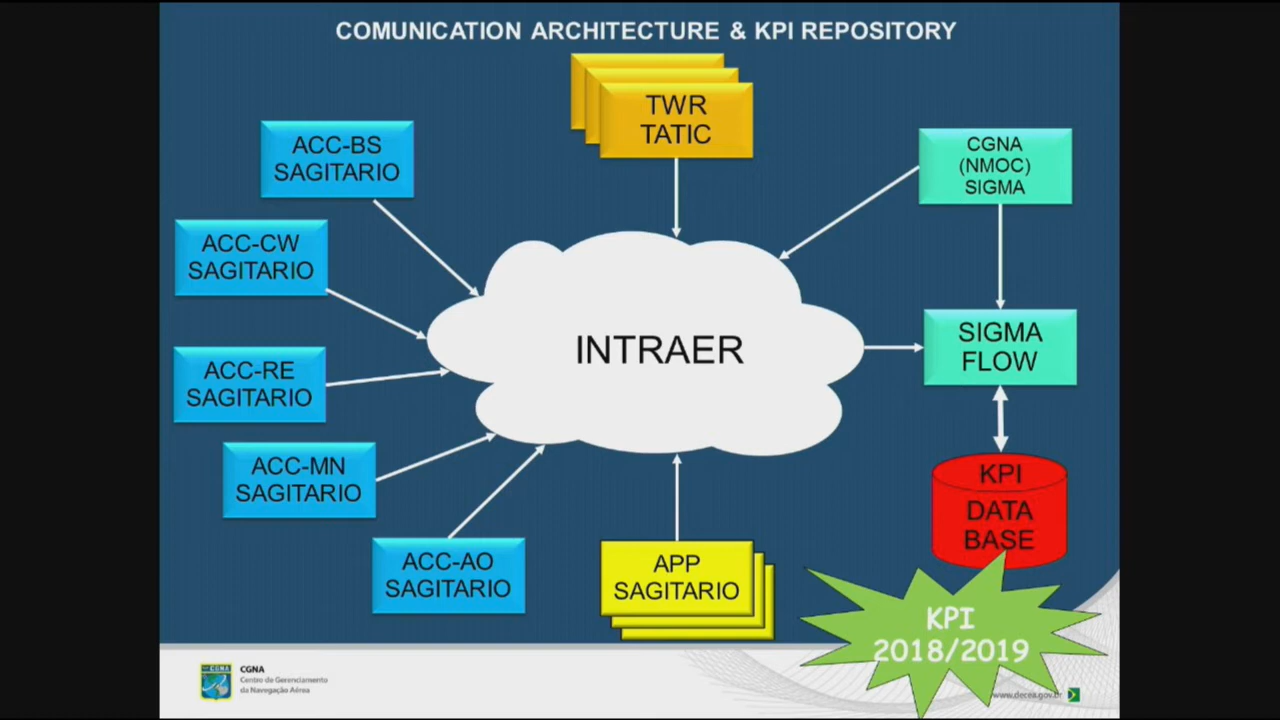 COMUNICATION ARCHITECTURE & KPI REPOSITORY
TWR
TATIC
ACC-BS
SAGITARIO
CGNA
(NMOC)
SIGMA
ACC-CW
SAGITARIO
INTRAER
SIGMA
FLOW
ACC-RE
SAGITARIO
ACC-MN
SAGITARIO
KPI
DATA
BASE
ACC-AO
SAGITARIO
APP
SAGITARIO
KPI
2018/2019
CGNA
CGNA
Centro de Gerenciamento
da Navegação Aérea
www.decea.gov.br